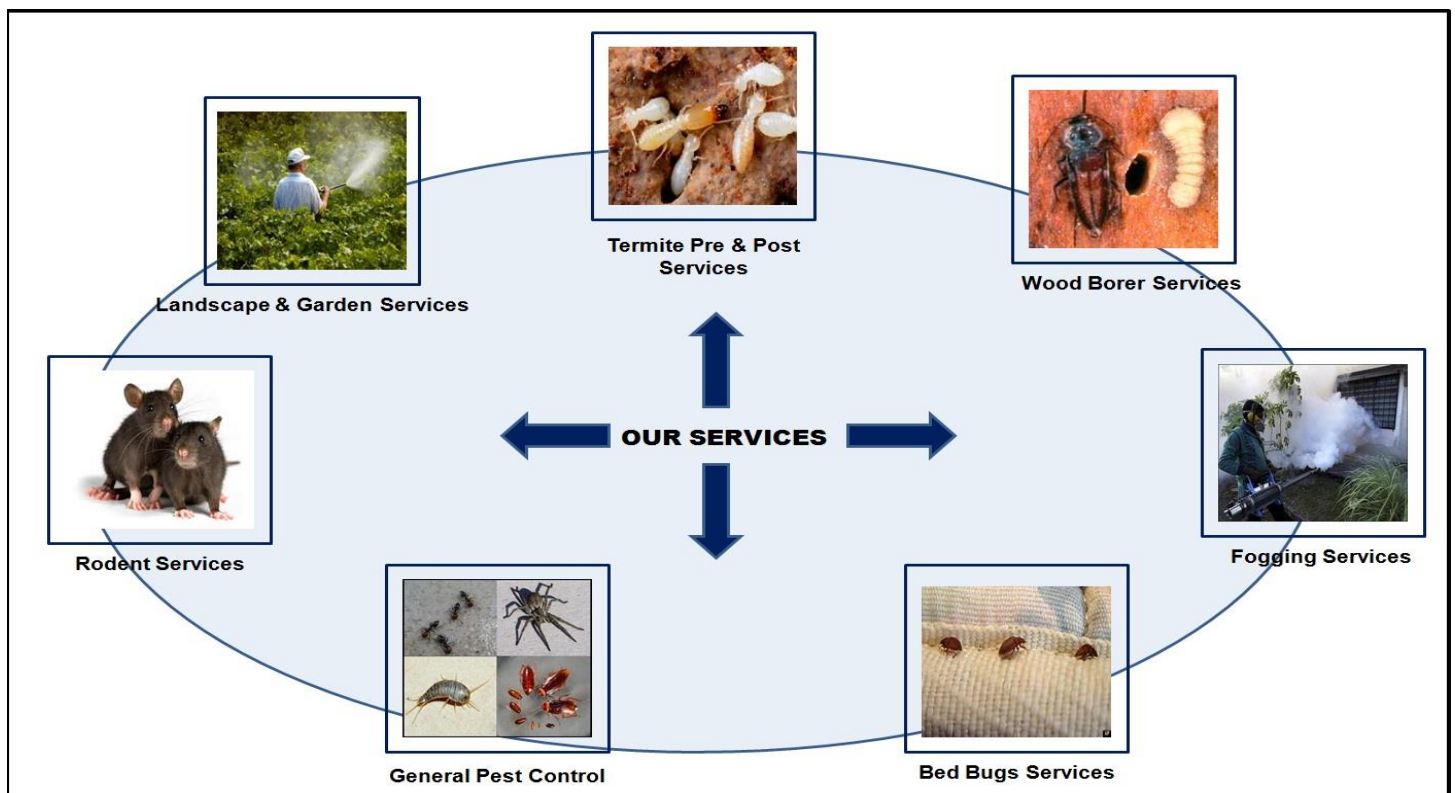 Termite Pre & Post
Services
Wood Borer Services
Landscape & Garden Services
OUR SERVICES
Rodent Services
Fogging Services
General Pest Control
Bed Bugs Services